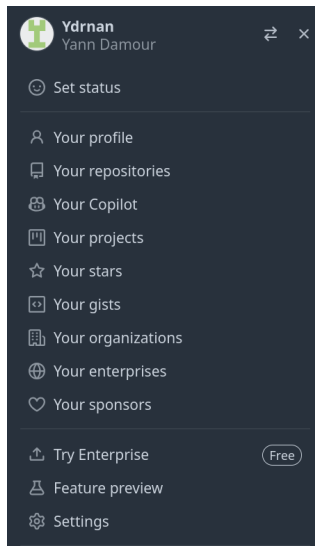 Ydrnan
Yann Damour
Set status
Your profile
Your repositories
Your Copilot
Your projects
Your stars
Your gists
Your organizations
Your enterprises
Your sponsors
Try Enterprise Free
Feature preview
Settings